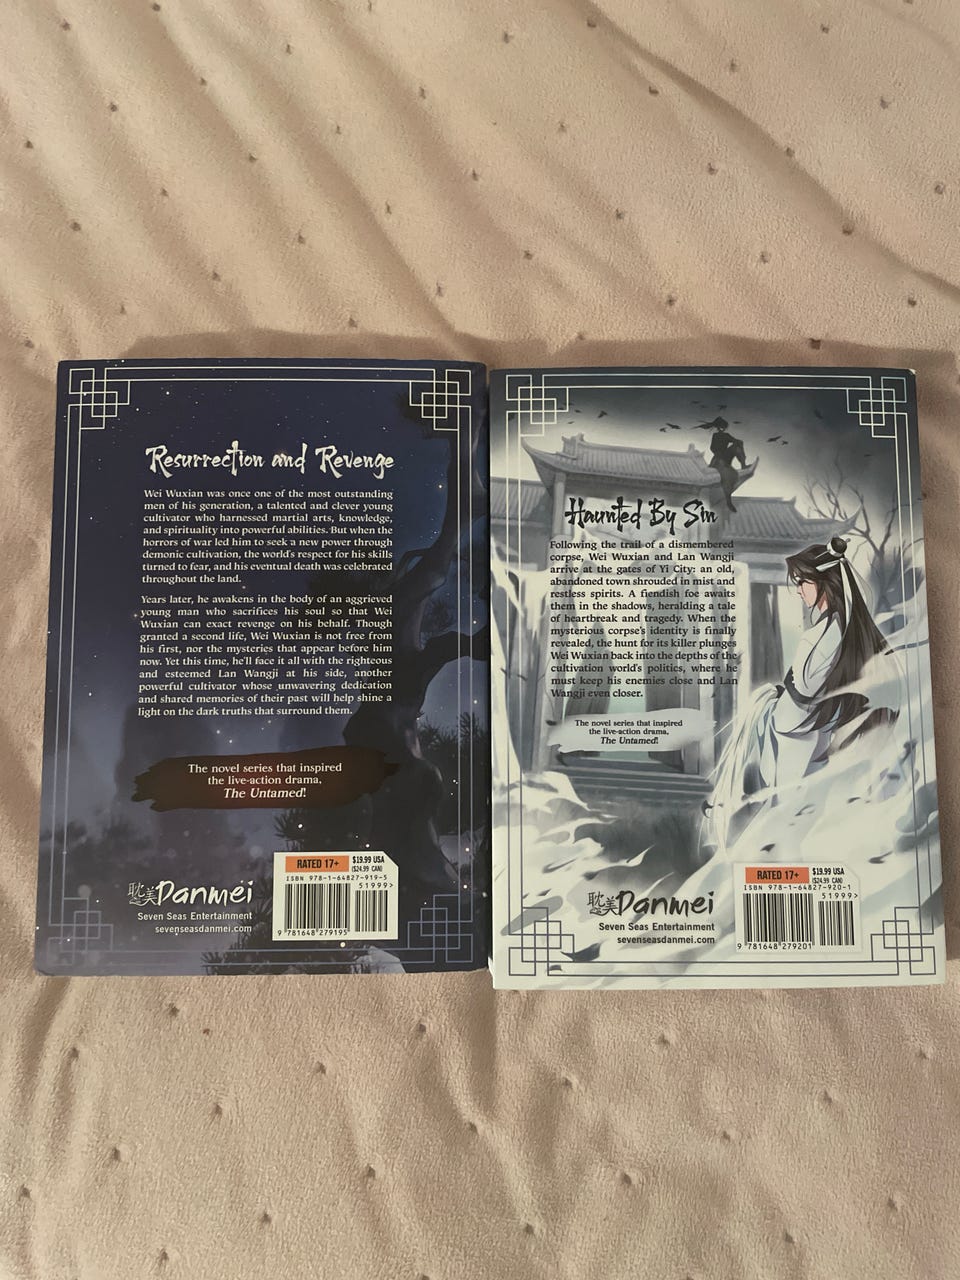 Resurrection and Revenge
Wei Wuxian was once one of the most outstanding
men of his generation, a talented and clever young
cultivator who harnessed martial arts, knowledge,
and spirituality into powerful abilities. But when the
horrors of war led him to seek a new power through
demonic cultivation, the world's respect for his skills
turned to fear, and his eventual death was celebrated
throughout the land.
Years later, he awakens in the body of an aggrieved
young man who sacrifices his soul so that Wei
Wuxian can exact revenge on his behalf. Though
granted a second life, Wei Wuxian is not free from
his first, nor the mysteries that appear before him
now. Yet this time, he'll face it all with the righteous
and esteemed Lan Wangji at his side, another
powerful cultivator whose unwavering dedication
and shared memories of their past will help shine a
light on the dark truths that surround them.
The novel series that inspired
the live-action drama,
The Untamed!
RATED 17+
$19.99 USA
($24.99 CAN)
ISBN 978-1-64827-919-5
51999>
9 781648 279195
耽美 Danmei
Seven Seas Entertainment
sevenseasdanmei.com
Haunted By Sin
Following the trail of a dismembered
corpse, Wei Wuxian and Lan Wangji
arrive at the gates of Yi City: an old,
abandoned town shrouded in mist and
restless spirits. A fiendish foe awaits
them in the shadows, heralding a tale
of heartbreak and tragedy. When the
mysterious corpse's identity is finally
revealed, the hunt for its killer plunges
Wei Wuxian back into the depths of the
cultivation world's politics, where he
must keep his enemies close and Lan
Wangji even closer.
The novel series that inspired
the live-action drama,
The Untamed!
RATED 17+
$19.99 USA
($24.99 CAN)
ISBN 978-1-64827-920-1
51999>
9 781648 279201
耽美 Danmei
Seven Seas Entertainment
sevenseasdanmei.com